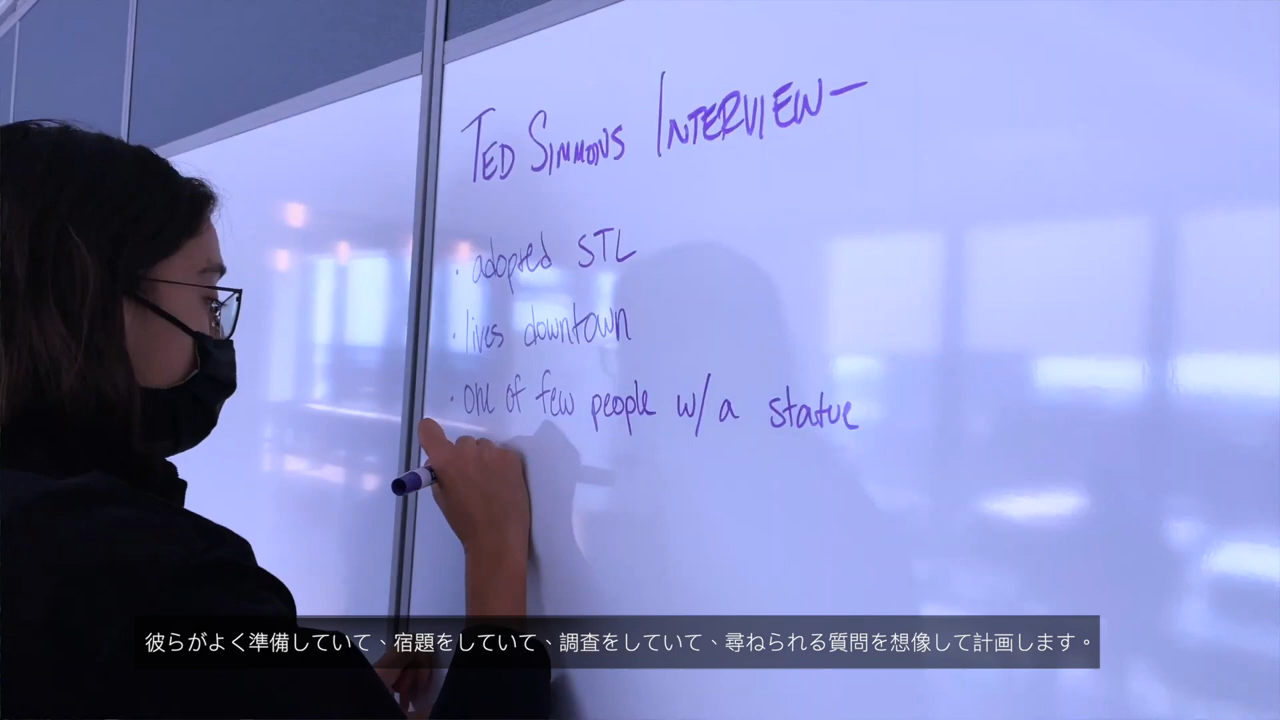 TED SIMMONS INTERVIEW—
· adopted STL
· lives downtown
· one of few people w/ a statue
彼らがよく準備していて、宿題をしていて、調査をしていて、尋ねられる質問を想像して計画します。